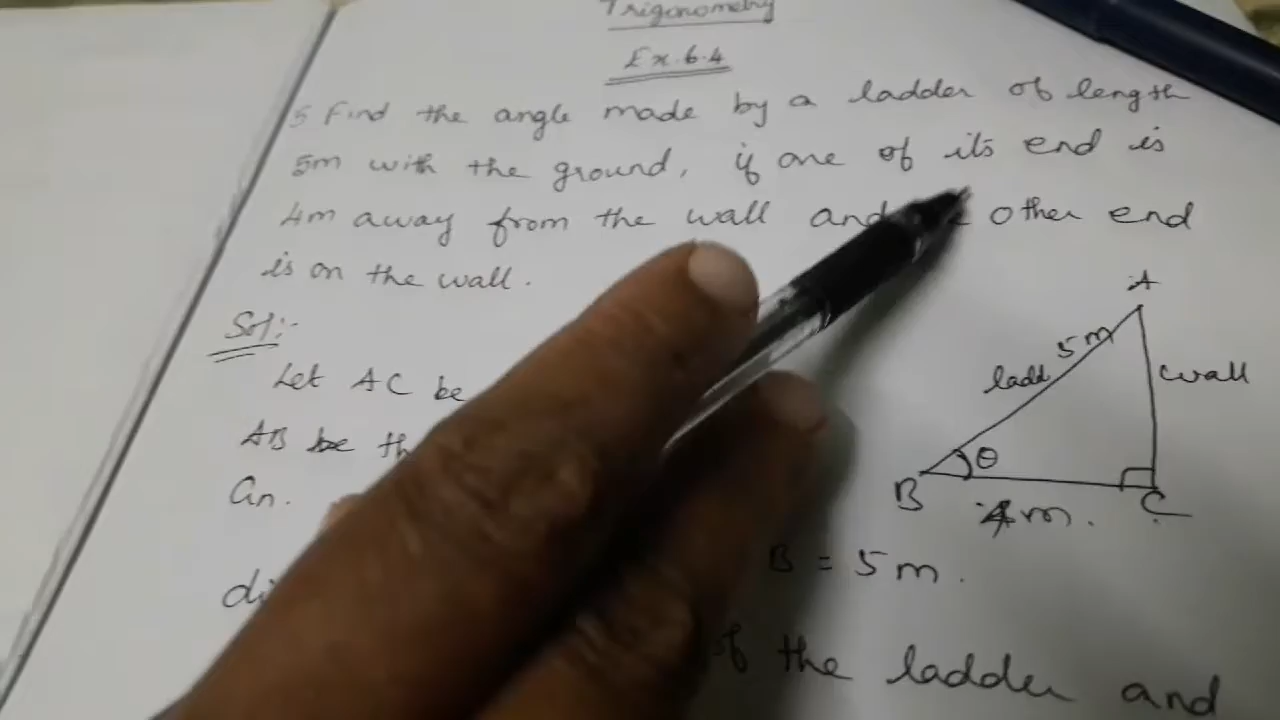 Trigonometry
Ex.6.4
5 Find the angle made by a ladder of length
5m with the ground, if one of its end is
4m away from the wall and other end
is on the wall.
Sol:-
Let AC be
AB be
Gn.
A
5m
ladd
wall
θ
B
4m.
C
B = 5m.
of the ladder and